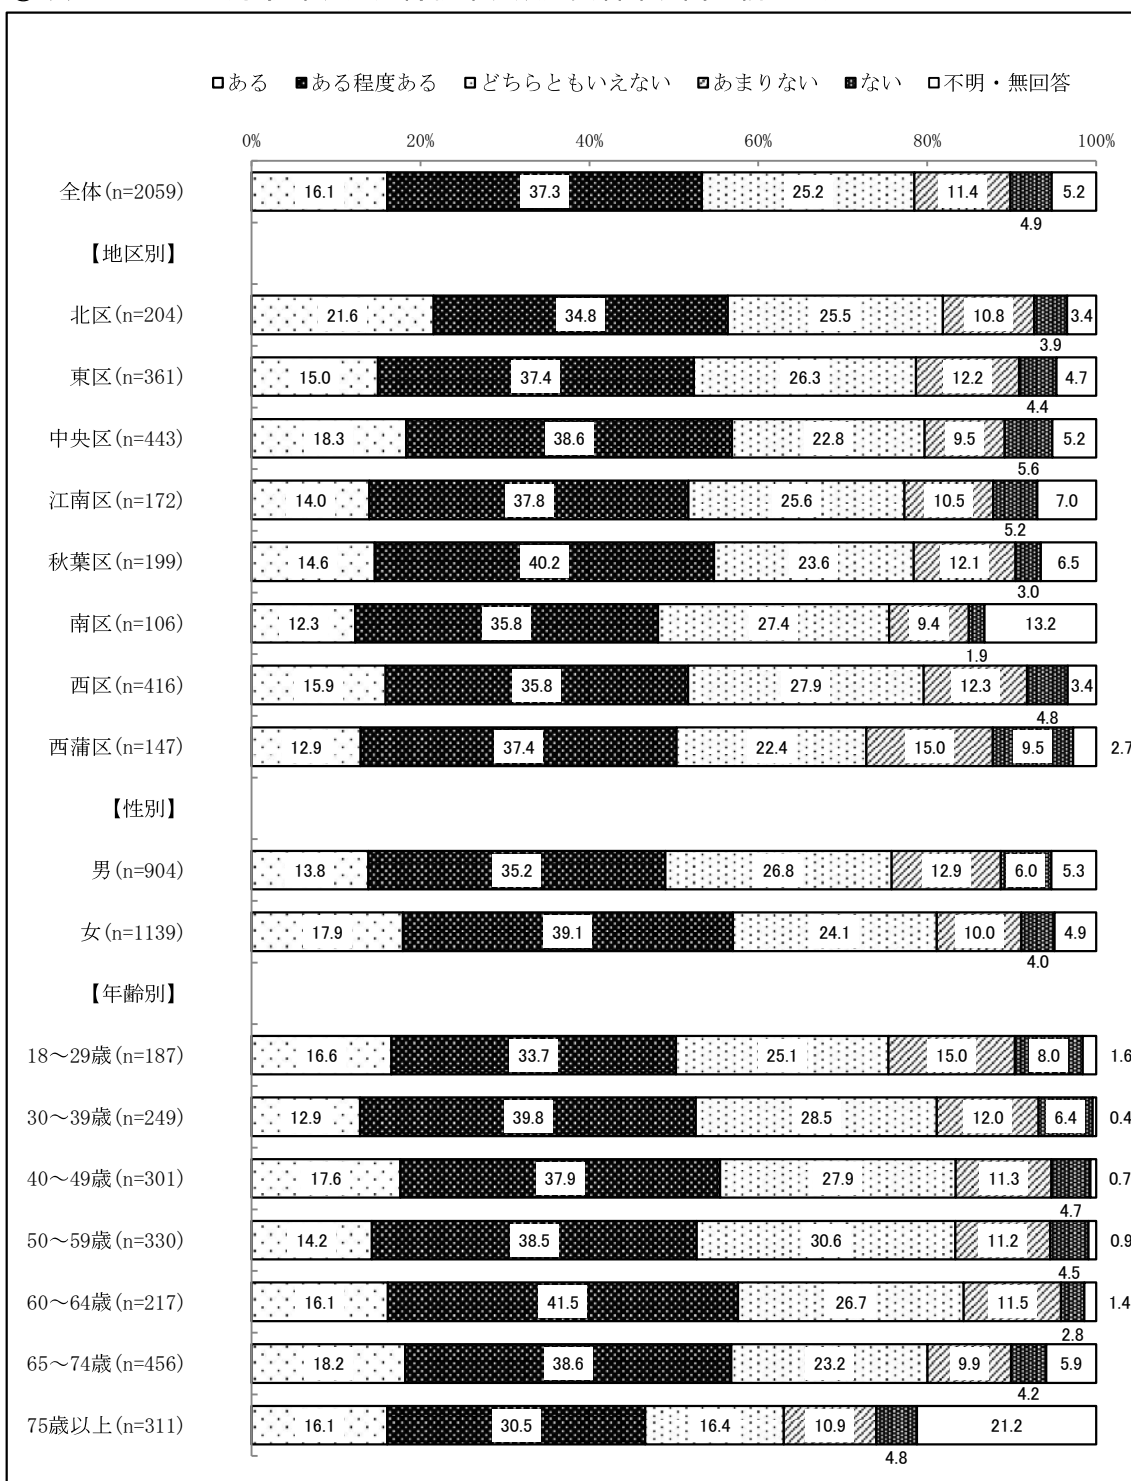 □ある ■ある程度ある □どちらともいえない ▨あまりない ■ない □不明・無回答
0% 20% 40% 60% 80% 100%
全体(n=2059) 16.1 37.3 25.2 11.4 5.2
4.9
【地区別】
北区(n=204) 21.6 34.8 25.5 10.8 3.4
3.9
東区(n=361) 15.0 37.4 26.3 12.2 4.7
4.4
中央区(n=443) 18.3 38.6 22.8 9.5 5.2
5.6
江南区(n=172) 14.0 37.8 25.6 10.5 7.0
5.2
秋葉区(n=199) 14.6 40.2 23.6 12.1 6.5
3.0
南区(n=106) 12.3 35.8 27.4 9.4 13.2
1.9
西区(n=416) 15.9 35.8 27.9 12.3 3.4
4.8
西蒲区(n=147) 12.9 37.4 22.4 15.0 9.5 2.7
【性別】
男(n=904) 13.8 35.2 26.8 12.9 6.0 5.3
女(n=1139) 17.9 39.1 24.1 10.0 4.9
4.0
【年齢別】
18～29歳(n=187) 16.6 33.7 25.1 15.0 8.0 1.6
30～39歳(n=249) 12.9 39.8 28.5 12.0 6.4 0.4
40～49歳(n=301) 17.6 37.9 27.9 11.3 0.7
4.7
50～59歳(n=330) 14.2 38.5 30.6 11.2 0.9
4.5
60～64歳(n=217) 16.1 41.5 26.7 11.5 1.4
2.8
65～74歳(n=456) 18.2 38.6 23.2 9.9 5.9
4.2
75歳以上(n=311) 16.1 30.5 16.4 10.9 21.2
4.8